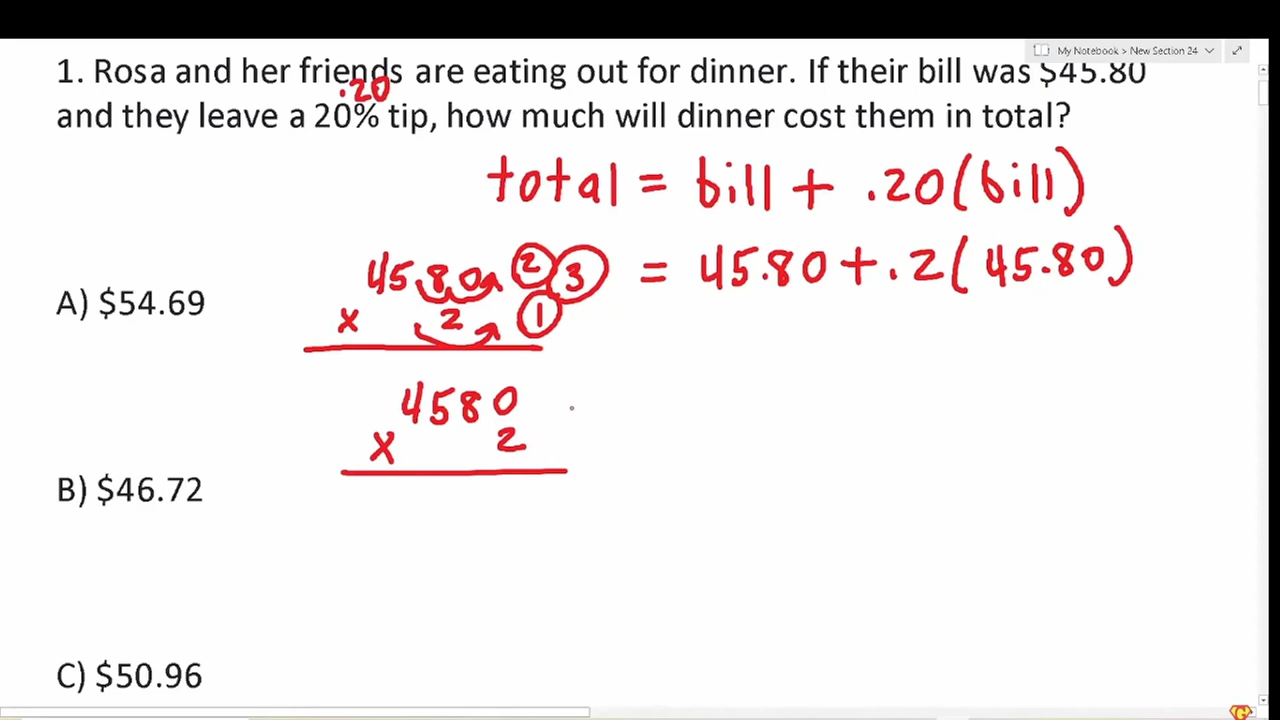 My Notebook > New Section 24
1. Rosa and her friends are eating out for dinner. If their bill was $45.80
.20
and they leave a 20% tip, how much will dinner cost them in total?
total = bill + .20(bill)
45.80 2 3 = 45.80 + .2(45.80)
A) $54.69
x 2 1
4580
x 2
B) $46.72
C) $50.96